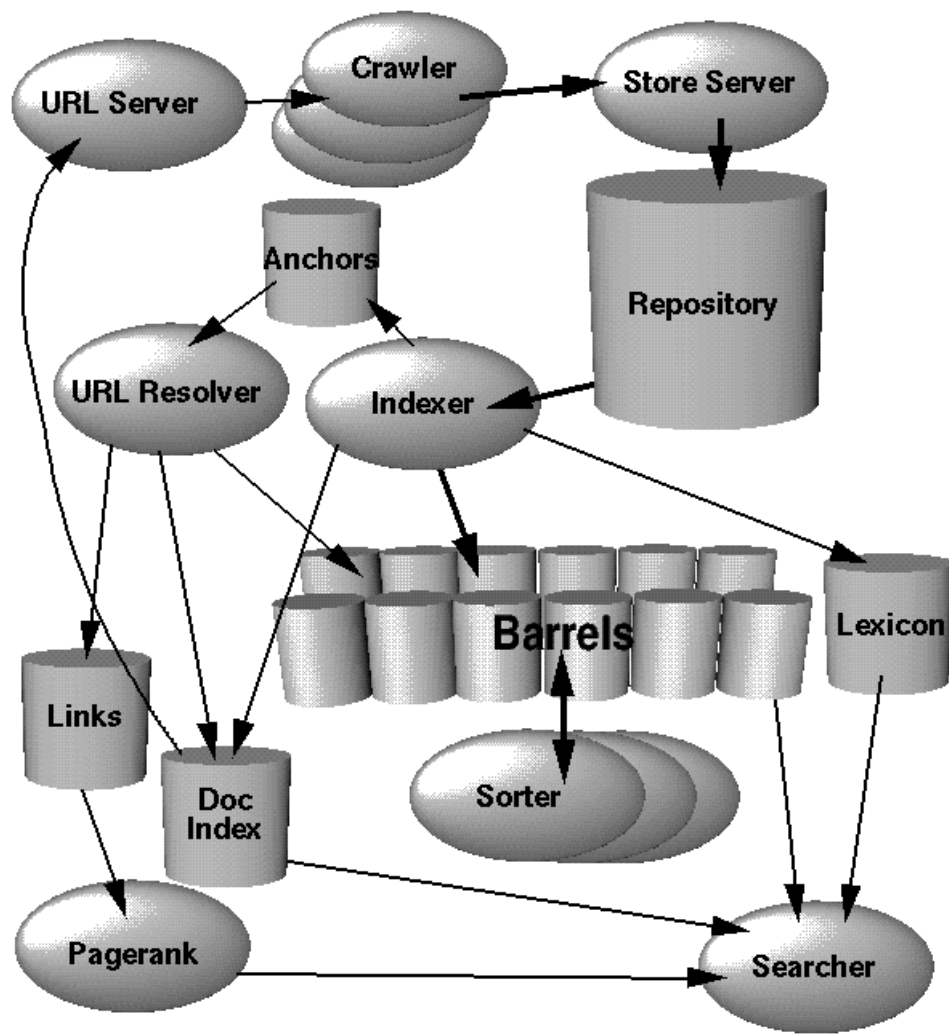 Crawler
URL Server
Store Server
Anchors
Repository
URL Resolver
Indexer
Barrels
Lexicon
Links
Doc
Index
Sorter
Pagerank
Searcher